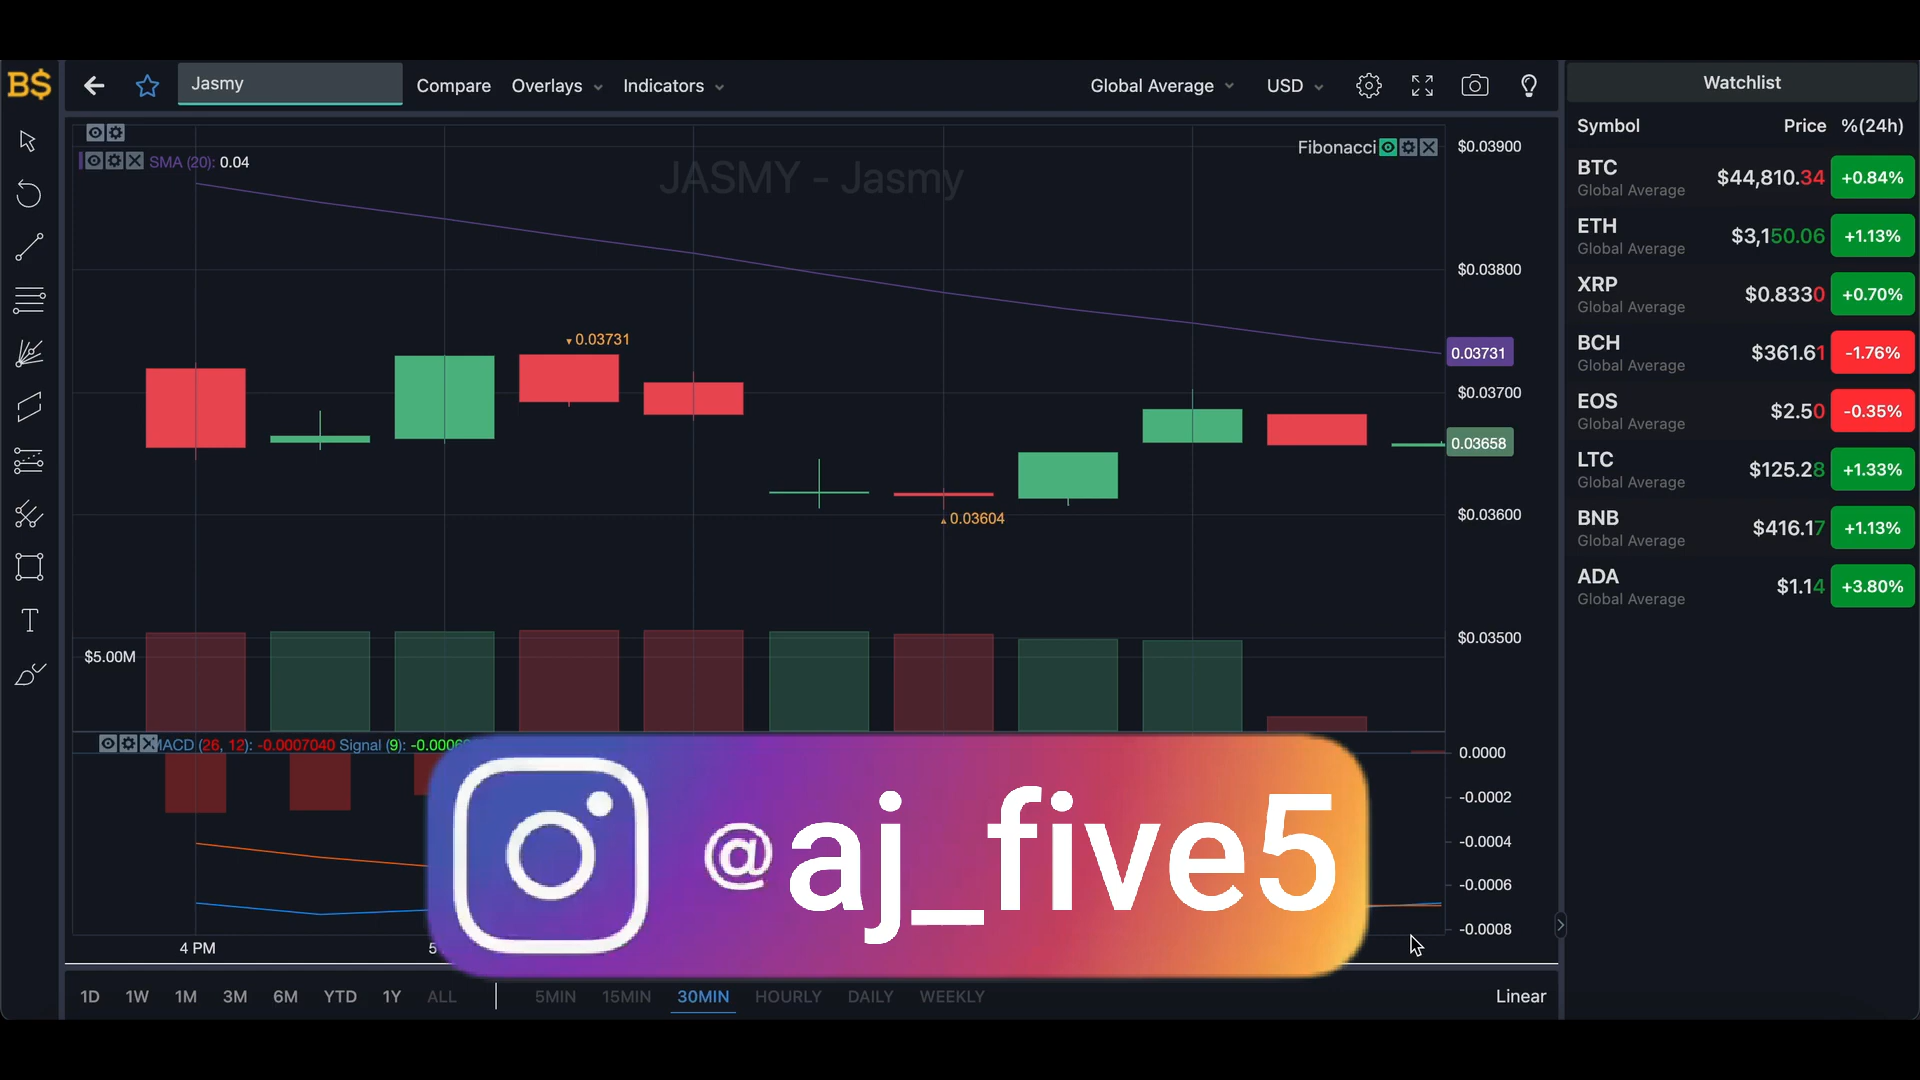 B$
Jasmy
Compare
Overlays
Indicators
Global Average
USD
Watchlist
Symbol Price %(24h)
SMA (20): 0.04
JASMY - Jasmy
Fibonacci
$0.03900
$0.03800
0.03731
$0.03700
0.03658
$0.03600
$0.03500
0.03731
0.03604
$5.00M
BTC $44,810.34 +0.84%
Global Average
ETH $3,150.06 +1.13%
Global Average
XRP $0.8330 +0.70%
Global Average
BCH $361.61 -1.76%
Global Average
EOS $2.50 -0.35%
Global Average
LTC $125.28 +1.33%
Global Average
BNB $416.17 +1.13%
Global Average
ADA $1.14 +3.80%
Global Average
MACD (26, 12): -0.0007040 Signal (9):
0.0000
-0.0002
-0.0004
-0.0006
-0.0008
@aj_five5
4 PM
1D 1W 1M 3M 6M YTD 1Y ALL 5MIN 15MIN 30MIN HOURLY DAILY WEEKLY Linear